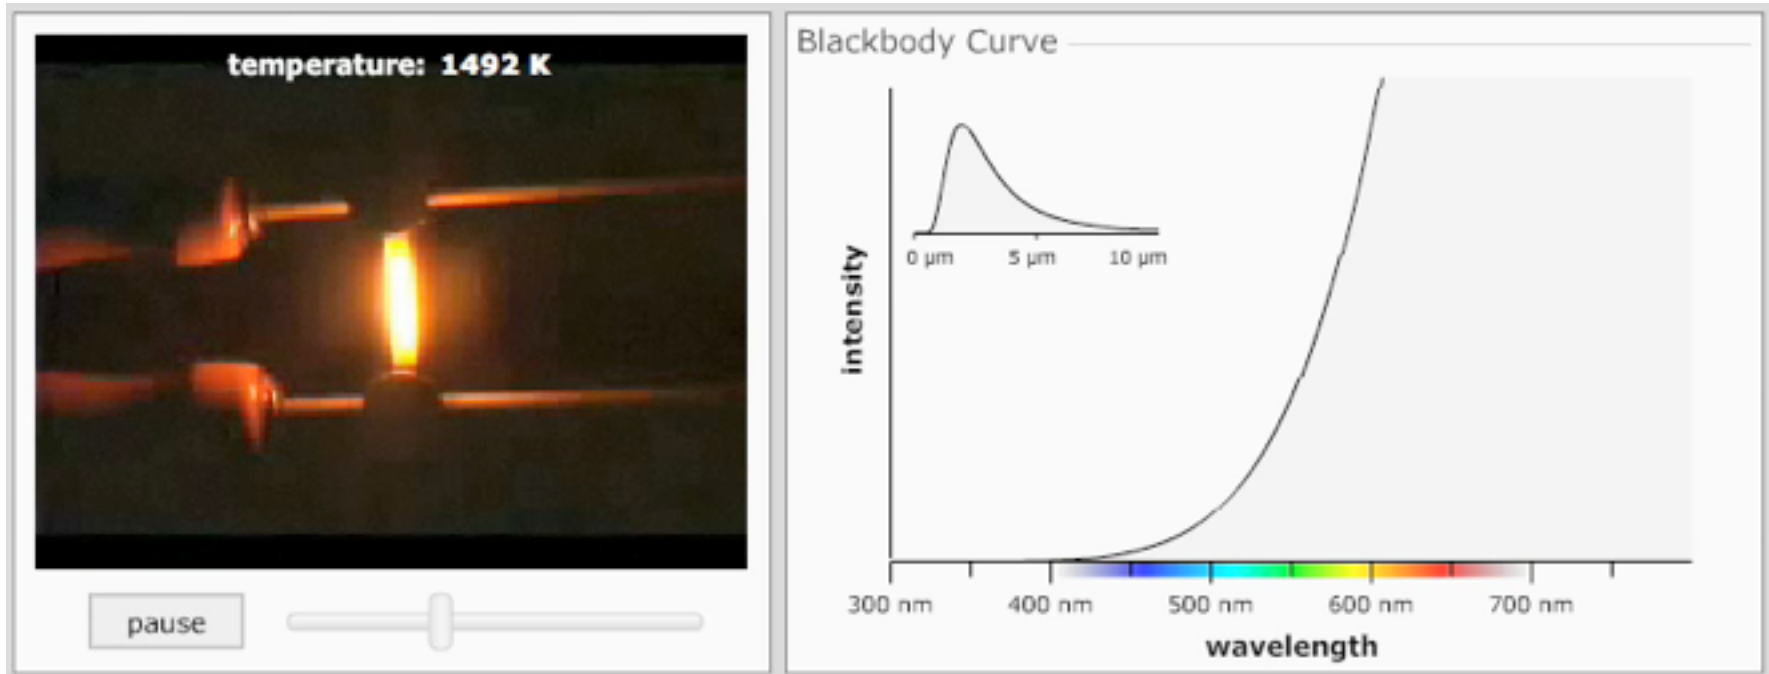 temperature: 1492 K
pause
Blackbody Curve
0 µm 5 µm 10 µm
intensity
300 nm 400 nm 500 nm 600 nm 700 nm
wavelength